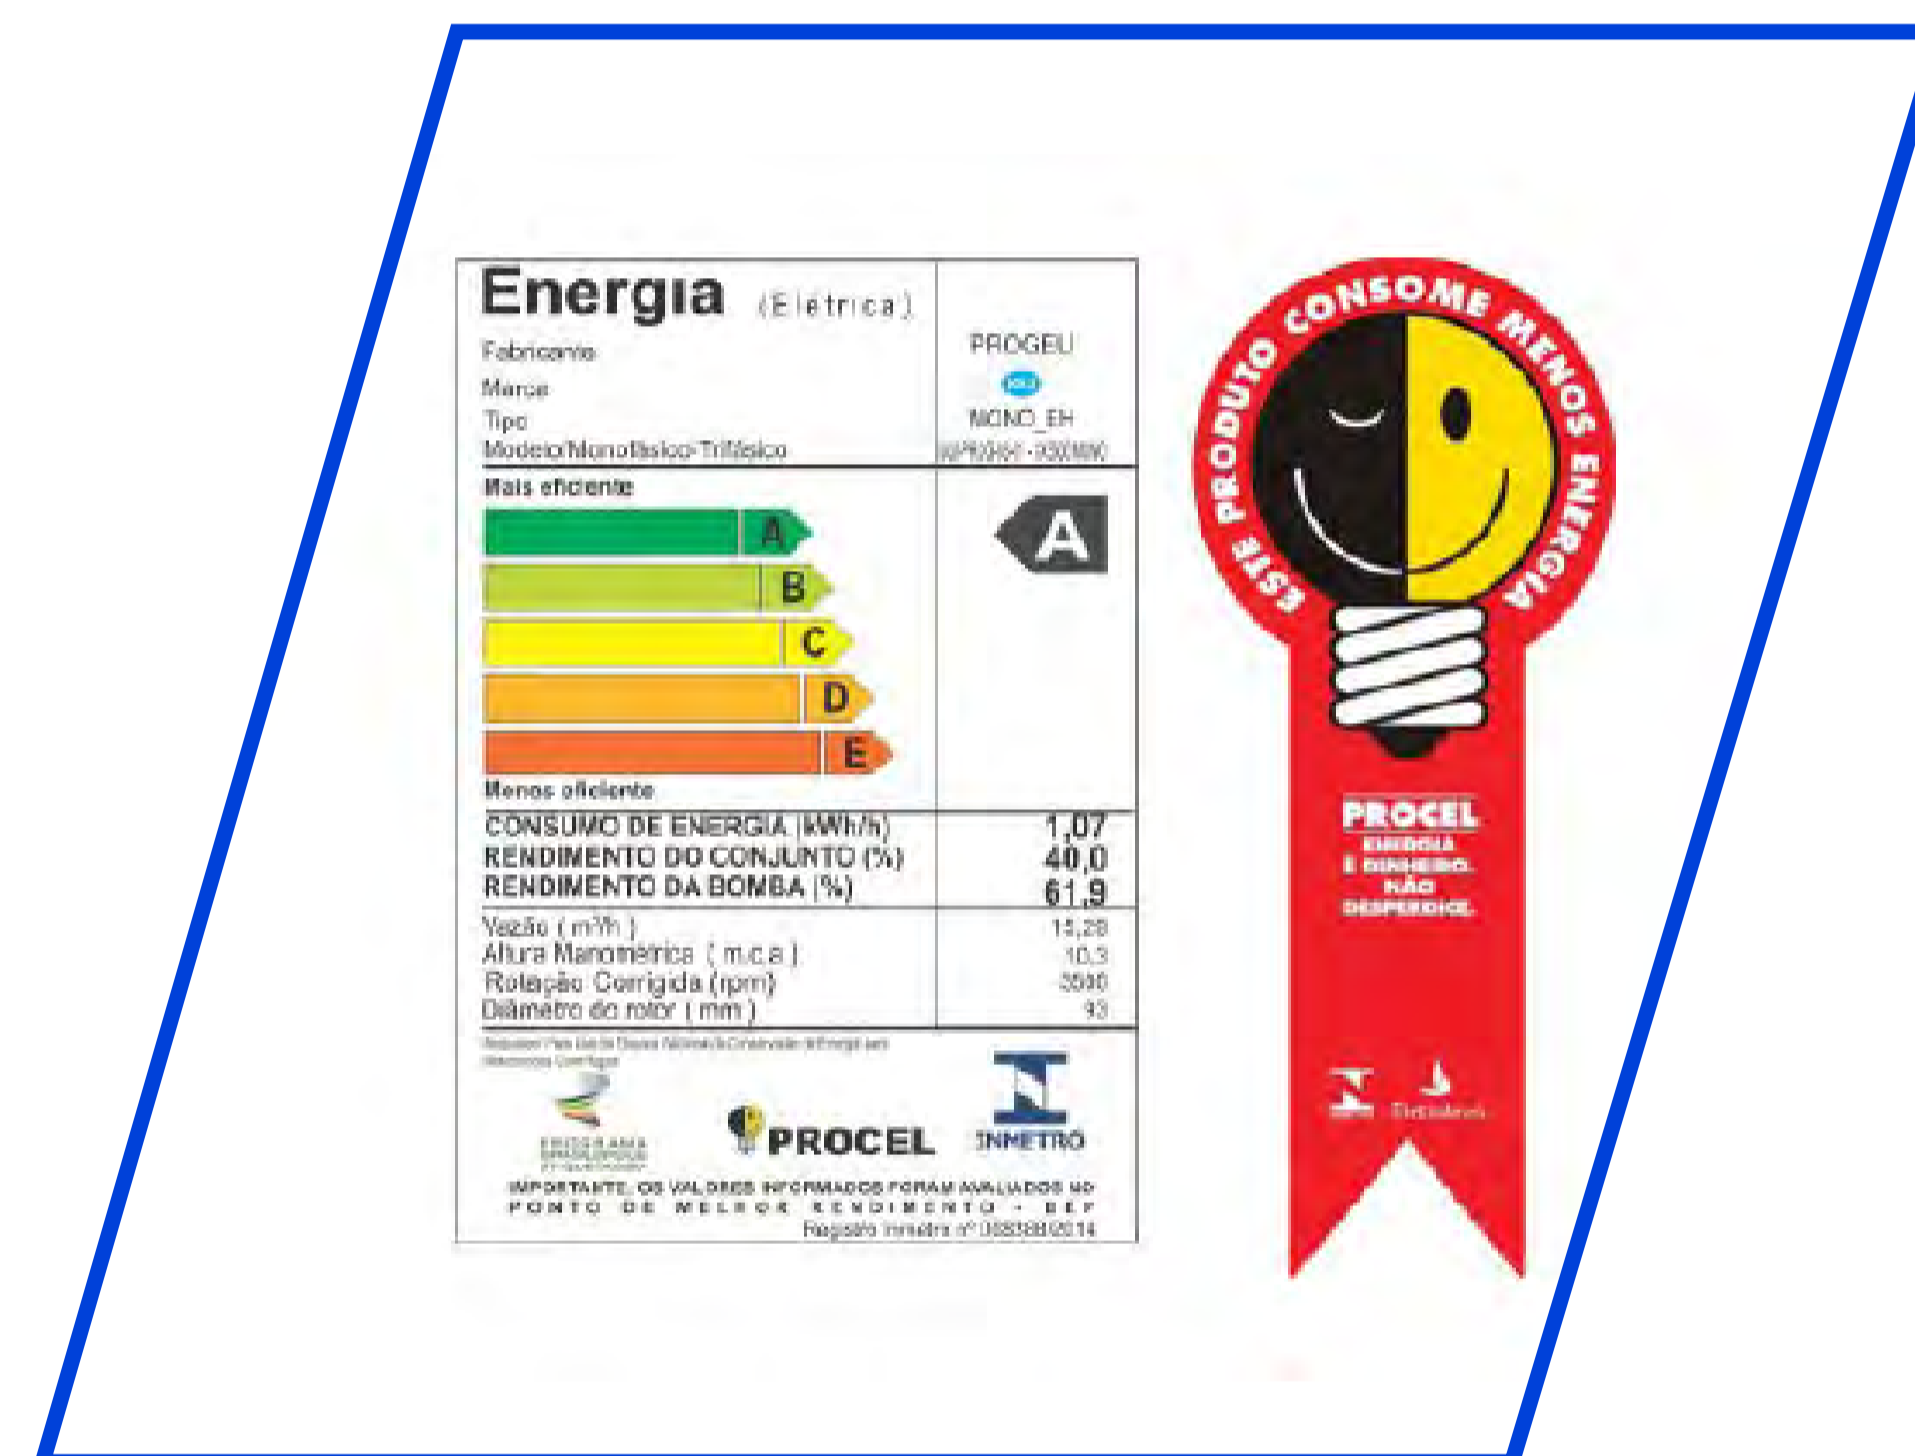 Energia (Elétrica)
Fabricante PROGEU
Marca
Tipo MONO_EH
Modelo/Monofásico-Trifásico
Mais eficiente
A
A
B
C
D
E
Menos eficiente
CONSUMO DE ENERGIA (kWh/h) 1,07
RENDIMENTO DO CONJUNTO (%) 40,0
RENDIMENTO DA BOMBA (%) 61,9
Vazão ( m³/h )
Altura Manométrica ( m.c.a ) 10,3
Rotação Corrigida (rpm)
Diâmetro do rotor ( mm )
PROCEL
INMETRO
IMPORTANTE, OS VALORES INFORMADOS FORAM AVALIADOS NO
PONTO DE MELHOR RENDIMENTO - BEP
Registro Inmetro nº
ESTE PRODUTO CONSOME MENOS ENERGIA
PROCEL
ENERGIA
É DINHEIRO.
NÃO
DESPERDICE.